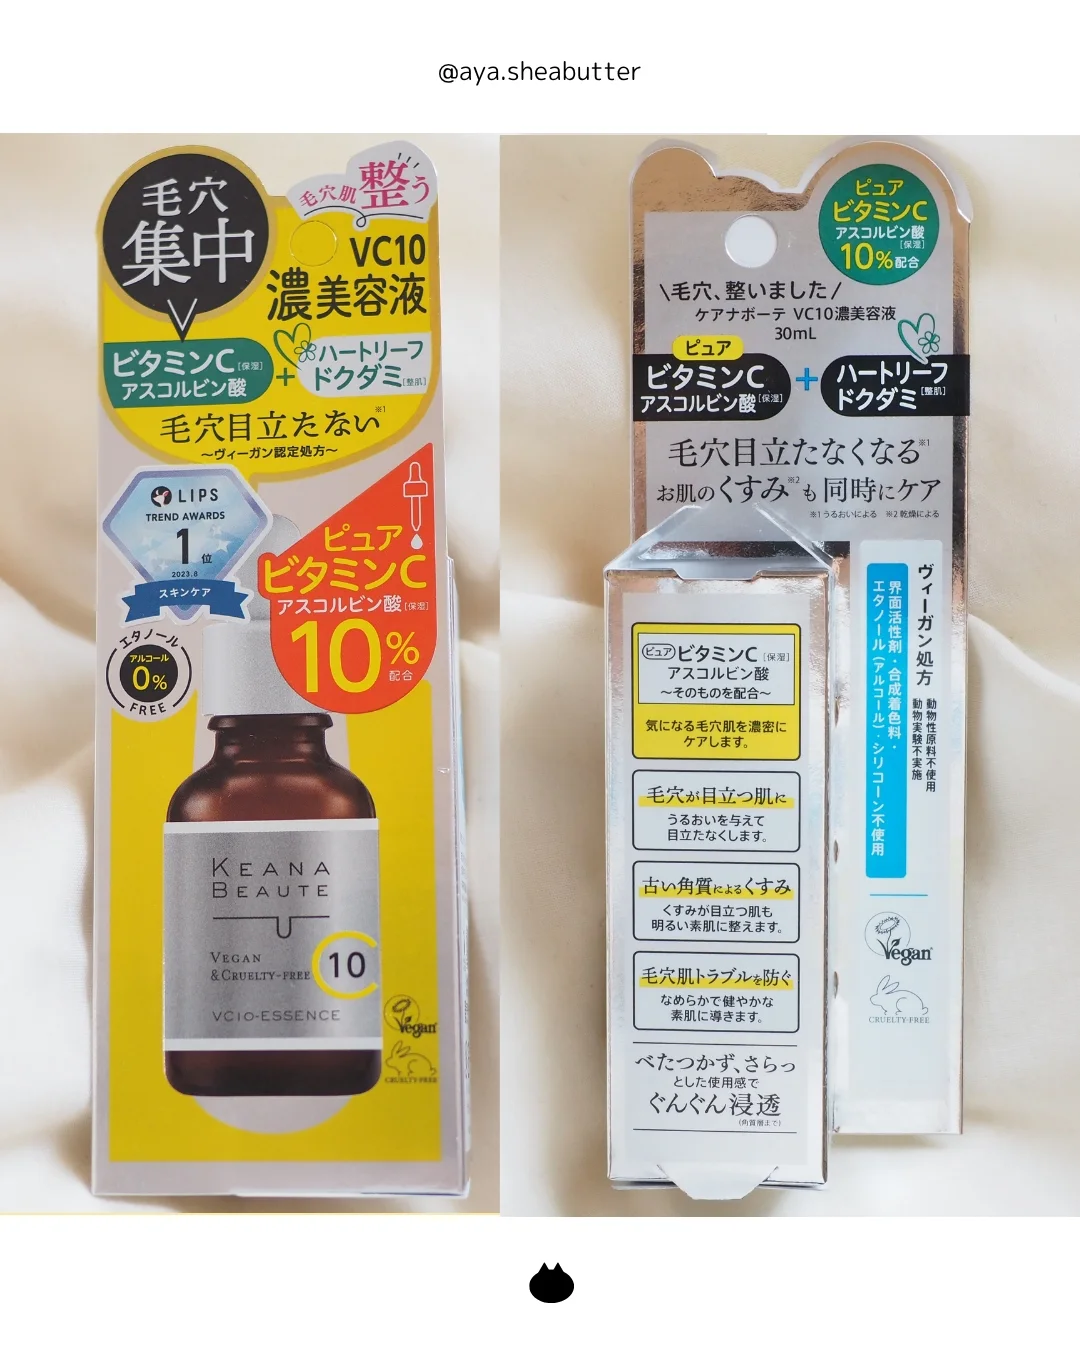 @aya.sheabutter
毛穴
集中
毛穴肌 整う
VC10
濃美容液
ビタミンC[保湿]
アスコルビン酸
+
ハートリーフ
ドクダミ[整肌]
毛穴目立たない※1
～ヴィーガン認定処方～
LIPS
TREND AWARDS
1位
2023.8
スキンケア
ピュア
ビタミンC
アスコルビン酸[保湿]
10%
配合
エタノール
アルコール
0%
FREE
KEANA
BEAUTE
VEGAN
&CRUELTY-FREE
10
VC10-ESSENCE
Vegan
CRUELTY-FREE
ピュア
ビタミンC
アスコルビン酸
[保湿]
10%配合
\毛穴、整いました/
ケアナボーテ VC10濃美容液
30mL
ピュア
ビタミンC
アスコルビン酸[保湿]
+
ハートリーフ
ドクダミ[整肌]
毛穴目立たなくなる※1
お肌のくすみ※2も同時にケア
※1 うるおいによる ※2 乾燥による
ピュア ビタミンC[保湿]
アスコルビン酸
～そのものを配合～
気になる毛穴肌を濃密に
ケアします。
毛穴が目立つ肌に
うるおいを与えて
目立たなくします。
古い角質によるくすみ
くすみが目立つ肌も
明るい素肌に整えます。
毛穴肌トラブルを防ぐ
なめらかで健やかな
素肌に導きます。
べたつかず、さらっ
とした使用感で
ぐんぐん浸透
(角質層まで)
ヴィーガン処方
動物性原料不使用
動物実験不実施
界面活性剤・合成着色料・
エタノール(アルコール)・シリコーン不使用
Vegan
CRUELTY-FREE